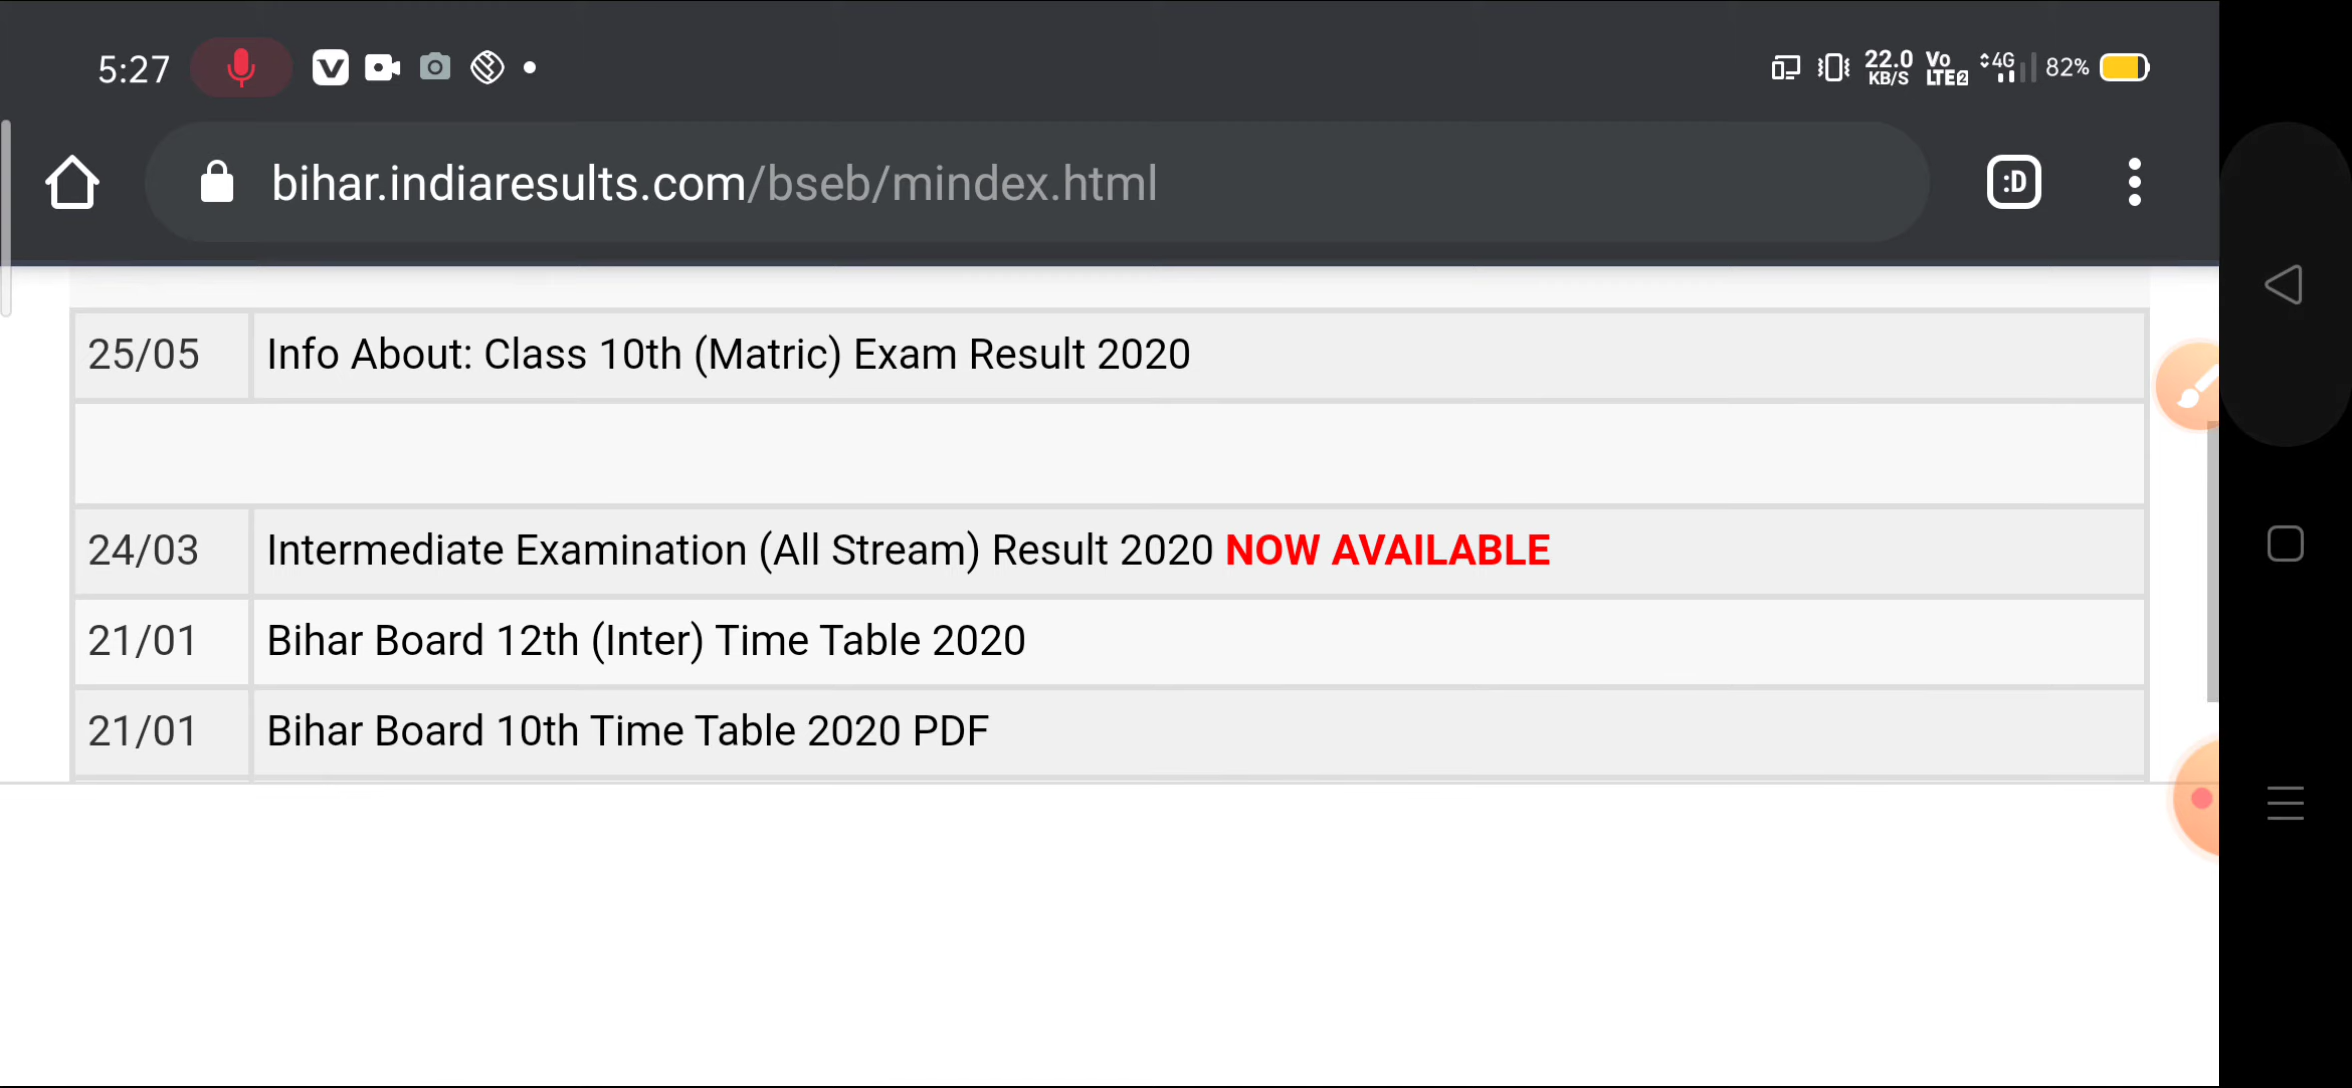 5:27 22.0 KB/S Vo LTE2 4G 82%
bihar.indiaresults.com/bseb/mindex.html :D
25/05 Info About: Class 10th (Matric) Exam Result 2020
24/03 Intermediate Examination (All Stream) Result 2020 NOW AVAILABLE
21/01 Bihar Board 12th (Inter) Time Table 2020
21/01 Bihar Board 10th Time Table 2020 PDF